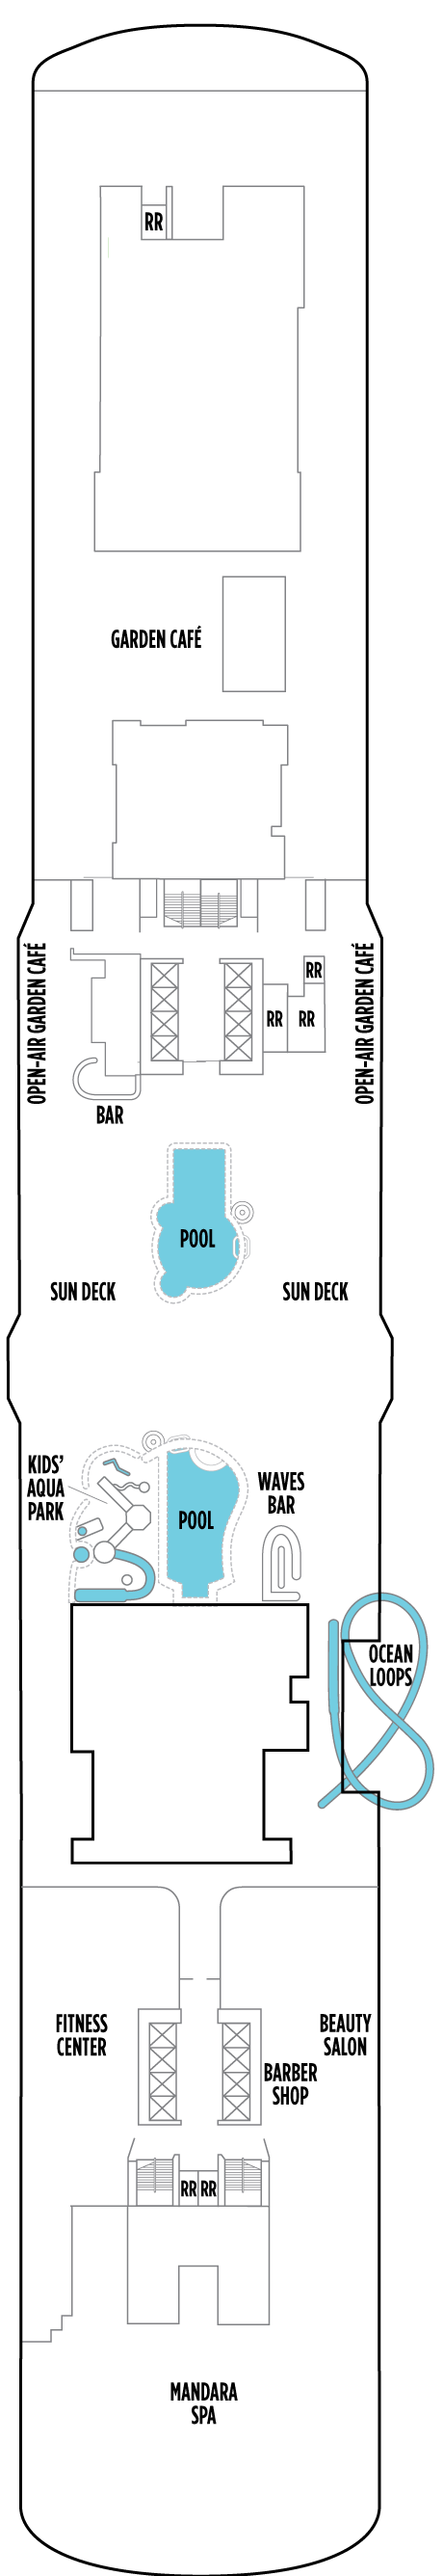 RR
GARDEN CAFÉ
OPEN-AIR GARDEN CAFÉ
OPEN-AIR GARDEN CAFÉ
RR
RR
RR
BAR
POOL
SUN DECK
SUN DECK
KIDS'
AQUA
PARK
POOL
WAVES
BAR
OCEAN
LOOPS
FITNESS
CENTER
BEAUTY
SALON
BARBER
SHOP
RR
RR
MANDARA
SPA